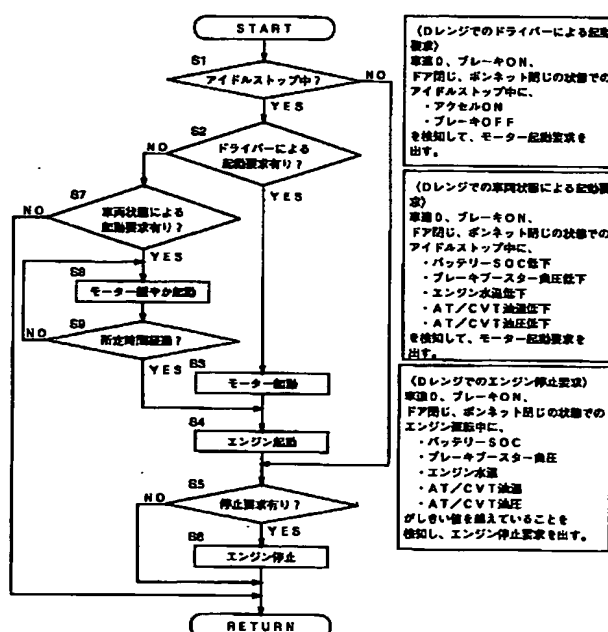 START
S1
アイドルストップ中?
NO
YES
S2
ドライバーによる
起動要求有り?
NO
YES
S7
車両状態による
起動要求有り?
NO
YES
S8
モーター緩やか起動
S9
所定時間経過?
NO
YES
S3
モータ一起動
S4
エンジン起動
S5
停止要求有り?
NO
YES
S6
エンジン停止
RETURN
〈Dレンジでのドライバーによる起動
要求〉
車速0、ブレーキON、
ドア閉じ、ボンネット閉じの状態での
アイドルストップ中に、
・アクセルON
・ブレーキOFF
を検知して、モーター起動要求を
出す。
〈Dレンジでの車両状態による起動要
求〉
車速0、ブレーキON、
ドア閉じ、ボンネット閉じの状態での
アイドルストップ中に、
・バッテリーSOC低下
・ブレーキブースター負圧低下
・エンジン水温低下
・AT/CVT油温低下
・AT/CVT油圧低下
を検知して、モーター起動要求を
出す。
〈Dレンジでのエンジン停止要求〉
車速0、ブレーキON、
ドア閉じ、ボンネット閉じの状態での
エンジン運転中に、
・バッテリーSOC
・ブレーキブースター負圧
・エンジン水温
・AT/CVT油温
・AT/CVT油圧
がしきい値を越えていることを
検知し、エンジン停止要求を出す。